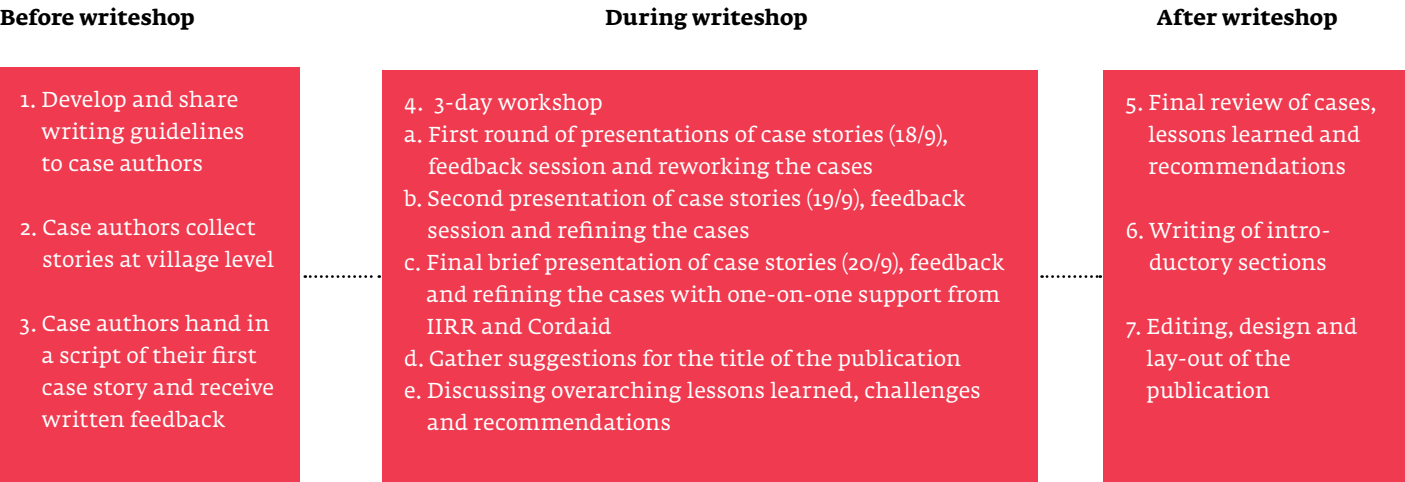 Before writeshop
1. Develop and share
writing guidelines
to case authors
2. Case authors collect
stories at village level
3. Case authors hand in
a script of their first
case story and receive
written feedback
During writeshop
4. 3-day workshop
a. First round of presentations of case stories (18/9),
feedback session and reworking the cases
b. Second presentation of case stories (19/9), feedback
session and refining the cases
c. Final brief presentation of case stories (20/9), feedback
and refining the cases with one-on-one support from
IIRR and Cordaid
d. Gather suggestions for the title of the publication
e. Discussing overarching lessons learned, challenges
and recommendations
After writeshop
5. Final review of cases,
lessons learned and
recommendations
6. Writing of intro-
ductory sections
7. Editing, design and
lay-out of the
publication